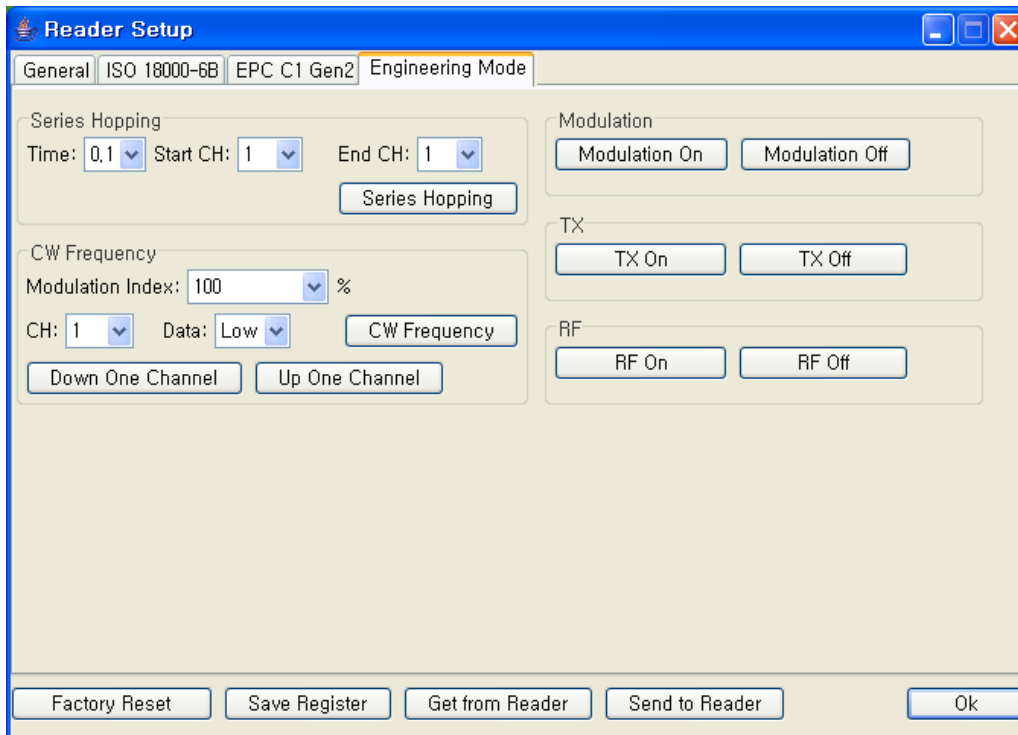 Reader Setup
General ISO 18000-6B EPC C1 Gen2 Engineering Mode
Series Hopping
Time: 0.1 Start CH: 1 End CH: 1
Series Hopping
CW Frequency
Modulation Index: 100 %
CH: 1 Data: Low CW Frequency
Down One Channel Up One Channel
Modulation
Modulation On Modulation Off
TX
TX On TX Off
RF
RF On RF Off
Factory Reset Save Register Get from Reader Send to Reader Ok